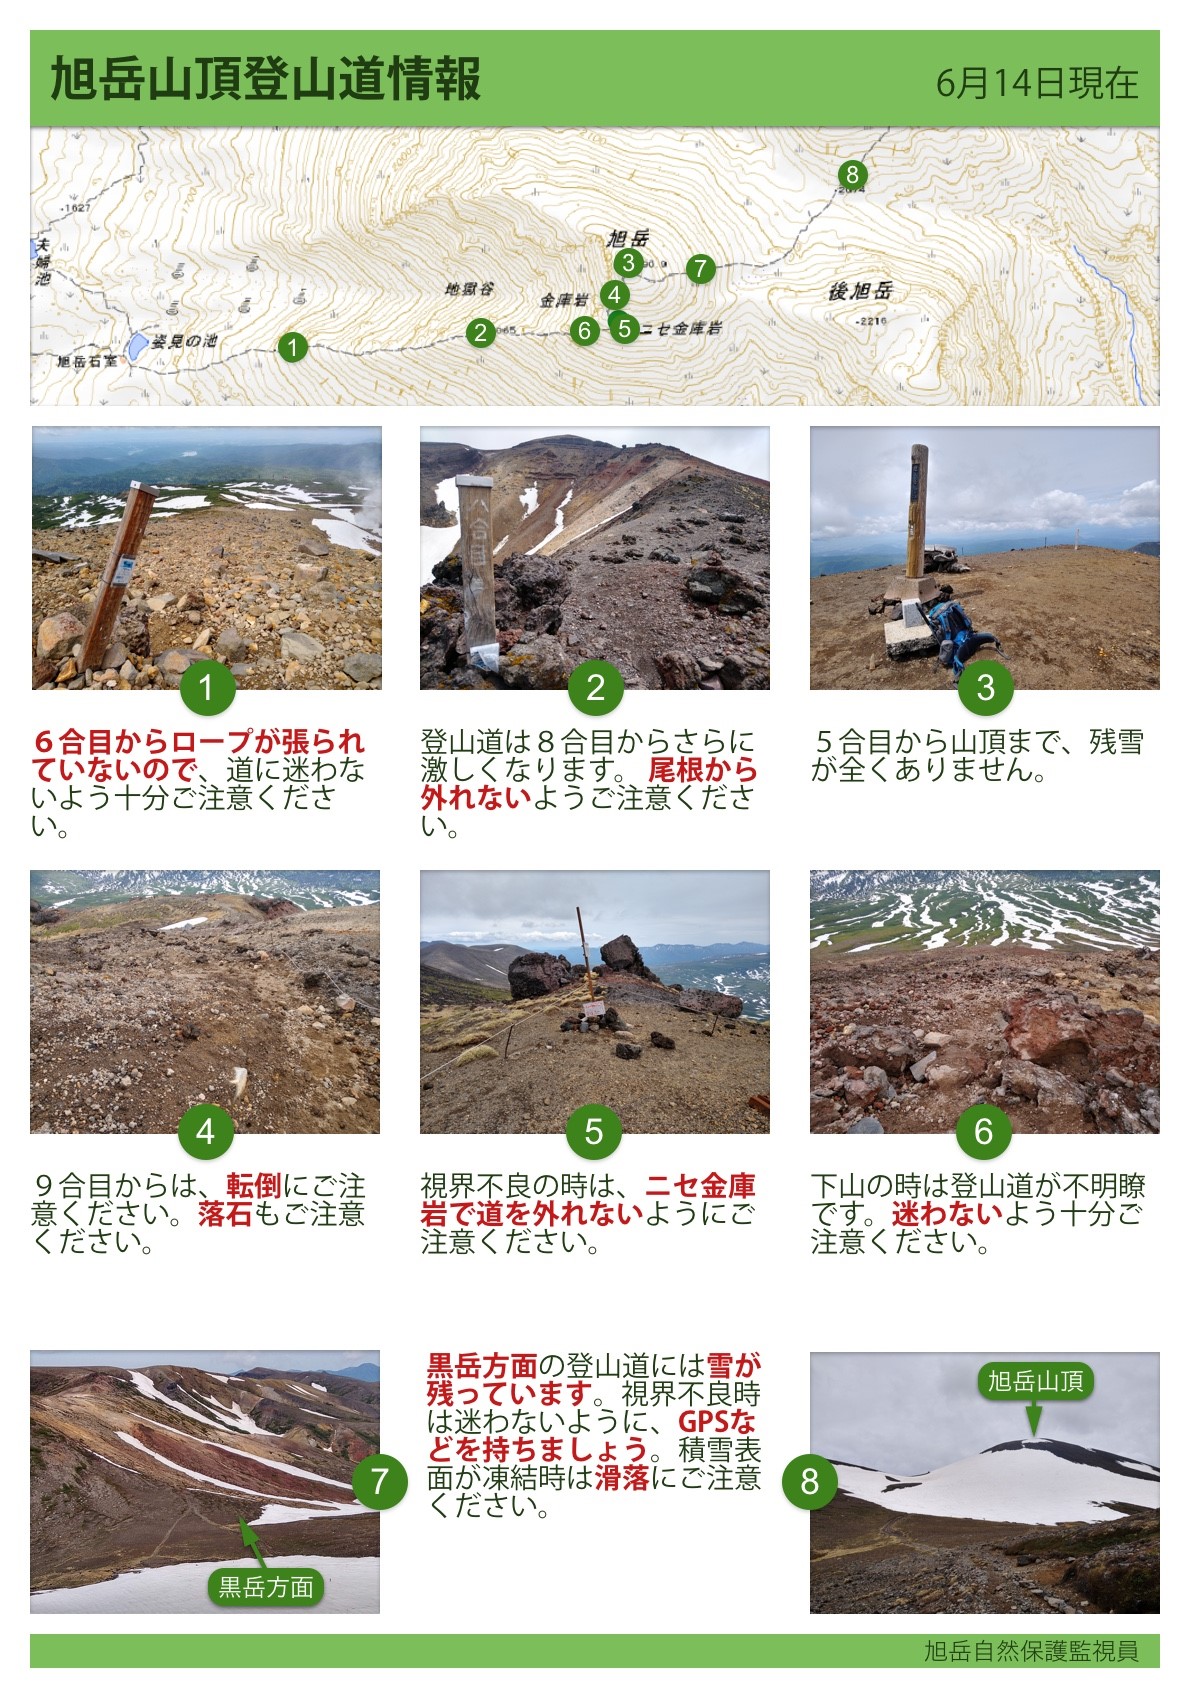 旭岳山頂登山道情報
6月14日現在
8
1627
夫婦池
旭岳
3
7
地獄谷
金庫岩
4
後旭岳
2216
姿見の池
旭岳石室
1
2
6
5
ニセ金庫岩
八合目
1
2
3
６合目からロープが張られ
ていないので、道に迷わな
いよう十分ご注意くださ
い。
登山道は８合目からさらに
激しくなります。 尾根から
外れないようご注意くださ
い。
５合目から山頂まで、残雪
が全くありません。
4
5
6
９合目からは、転倒にご注
意ください。落石もご注意
ください。
視界不良の時は、ニセ金庫
岩で道を外れないようにご
注意ください。
下山の時は登山道が不明瞭
です。迷わないよう十分ご
注意ください。
7
黒岳方面
黒岳方面の登山道には雪が
残っています。視界不良時
は迷わないように、GPSな
どを持ちましょう。積雪表
面が凍結時は滑落にご注意
ください。
旭岳山頂
8
旭岳自然保護監視員